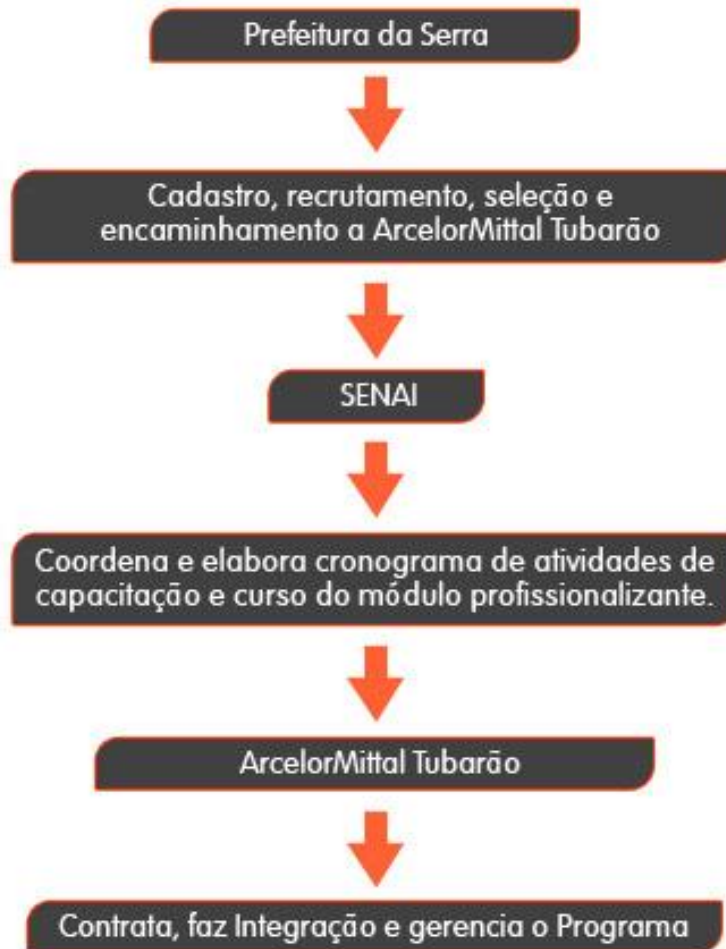 Prefeitura da Serra
Cadastro, recrutamento, seleção e
encaminhamento a ArcelorMittal Tubarão
SENAI
Coordena e elabora cronograma de atividades de
capacitação e curso do módulo profissionalizante.
ArcelorMittal Tubarão
Contrata, faz Integração e gerencia o Programa